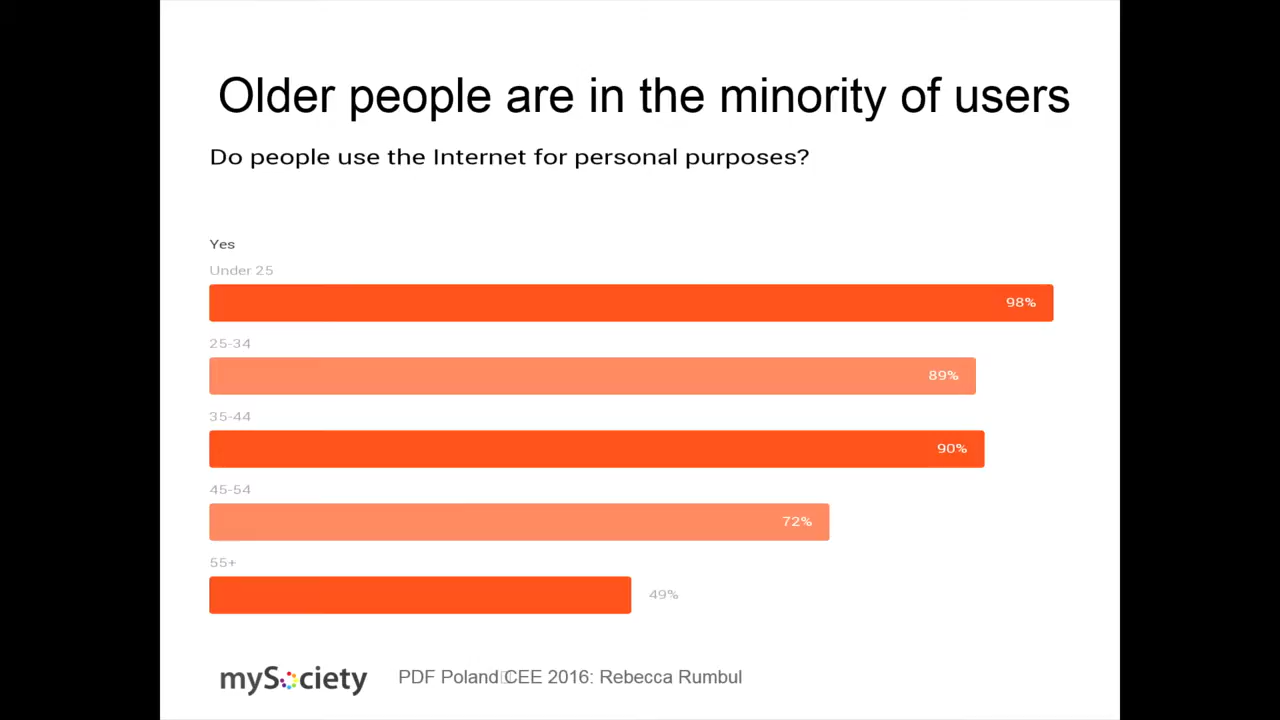 Older people are in the minority of users
Do people use the Internet for personal purposes?
Yes
Under 25
98%
25-34
89%
35-44
90%
45-54
72%
55+
49%
mySociety
PDF Poland CEE 2016: Rebecca Rumbul